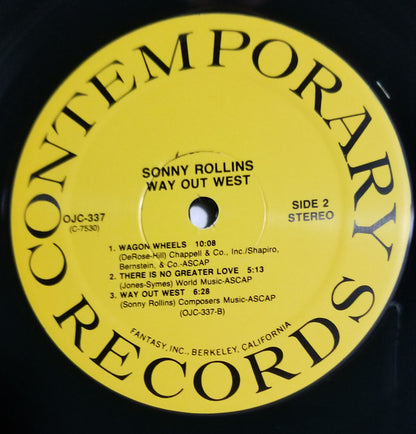 CONTEMPORARY
RECORDS
SONNY ROLLINS
WAY OUT WEST
OJC-337
(C-7530)
SIDE 2
STEREO
1. WAGON WHEELS 10:08
(DeRose-Hill) Chappell & Co., Inc./Shapiro,
Bernstein, & Co.-ASCAP
2. THERE IS NO GREATER LOVE 5:13
(Jones-Symes) World Music-ASCAP
3. WAY OUT WEST 6:28
(Sonny Rollins) Composers Music-ASCAP
(OJC-337-B)
FANTASY, INC., BERKELEY, CALIFORNIA